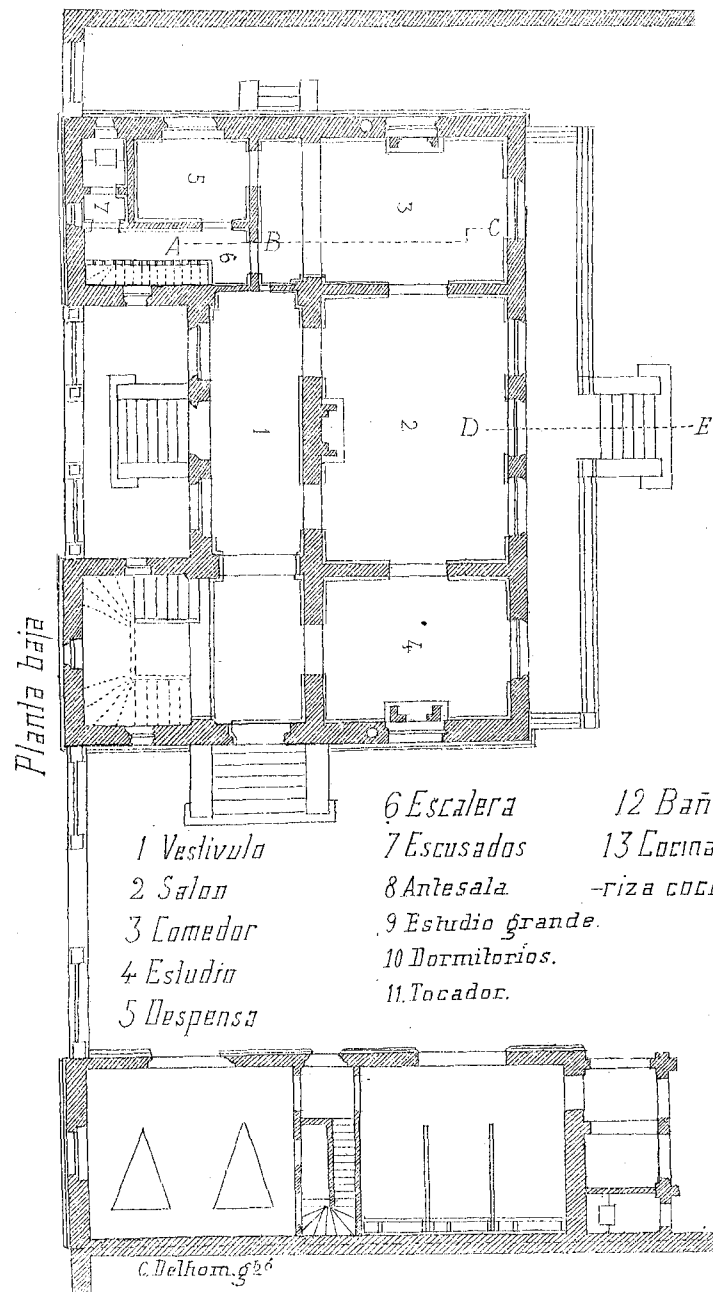 7
5
3
A
B
C
6
1
2
D
E
4
Planta baja
1 Vestivulo
2 Salon
3 Comedor
4 Estudio
5 Despensa
6 Escalera
7 Escusados
8 Antesala.
9 Estudio grande.
10 Dormitorios.
11. Tocador.
12 Bañ
13 Cocina
-riza coc
C. Delhom. g